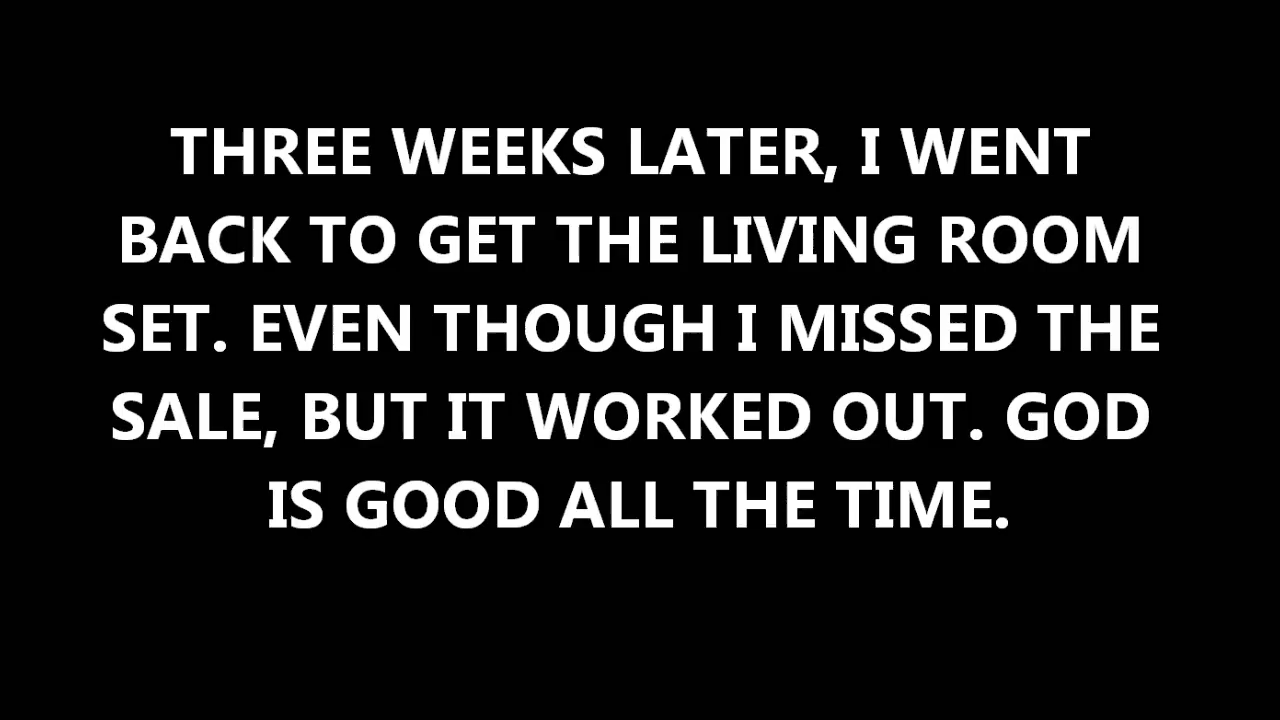 THREE WEEKS LATER, I WENT
BACK TO GET THE LIVING ROOM
SET. EVEN THOUGH I MISSED THE
SALE, BUT IT WORKED OUT. GOD
IS GOOD ALL THE TIME.